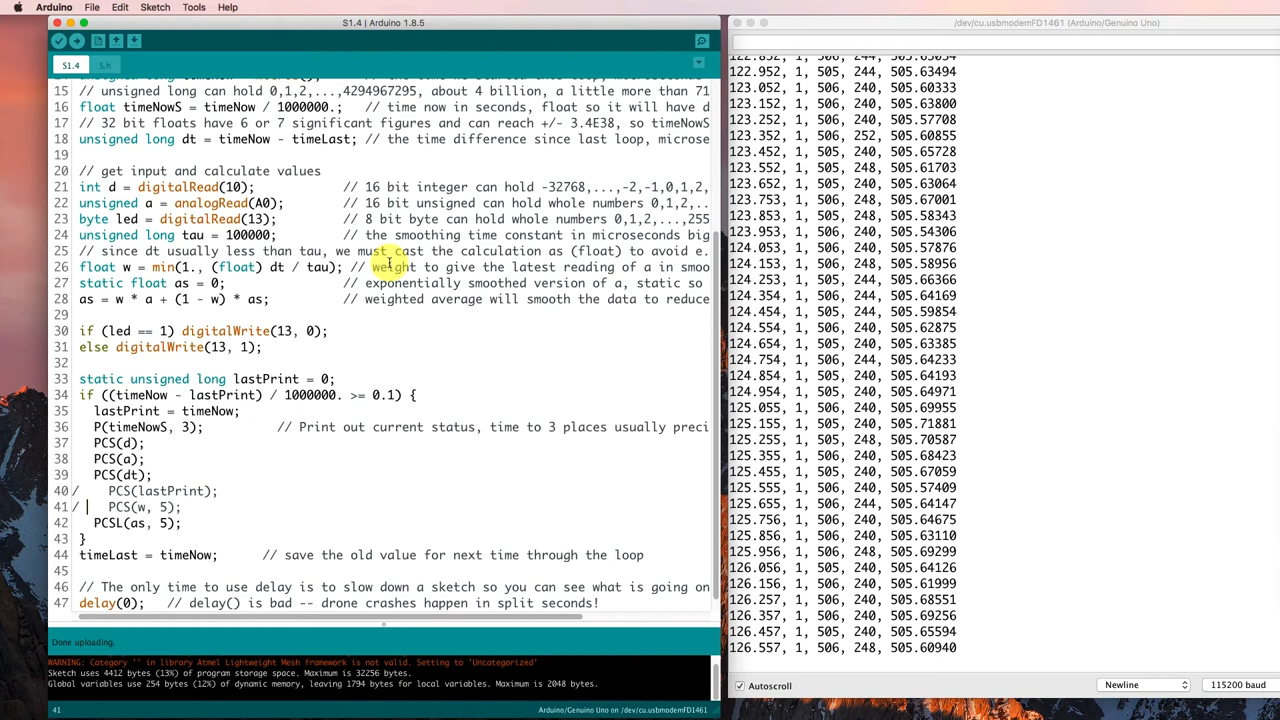 Arduino File Edit Sketch Tools Help
S1.4 | Arduino 1.8.5
S1.4 S.h
15 // unsigned long can hold 0,1,2,...,4294967295, about 4 billion, a little more than 71
16 float timeNowS = timeNow / 1000000.; // time now in seconds, float so it will have d
17 // 32 bit floats have 6 or 7 significant figures and can reach +/- 3.4E38, so timeNowS
18 unsigned long dt = timeNow - timeLast; // the time difference since last loop, microse
19
20 // get input and calculate values
21 int d = digitalRead(10); // 16 bit integer can hold -32768,...,-2,-1,0,1,2,
22 unsigned a = analogRead(A0); // 16 bit unsigned can hold whole numbers 0,1,2,..
23 byte led = digitalRead(13); // 8 bit byte can hold whole numbers 0,1,2,...,255
24 unsigned long tau = 100000; // the smoothing time constant in microseconds big
25 // since dt usually less than tau, we must cast the calculation as (float) to avoid e.
26 float w = min(1., (float) dt / tau); // weight to give the latest reading of a in smoo
27 static float as = 0; // exponentially smoothed version of a, static so
28 as = w * a + (1 - w) * as; // weighted average will smooth the data to reduce
29
30 if (led == 1) digitalWrite(13, 0);
31 else digitalWrite(13, 1);
32
33 static unsigned long lastPrint = 0;
34 if ((timeNow - lastPrint) / 1000000. >= 0.1) {
35 lastPrint = timeNow;
36 P(timeNowS, 3); // Print out current status, time to 3 places usually preci
37 PCS(d);
38 PCS(a);
39 PCS(dt);
40 / PCS(lastPrint);
41 / PCS(w, 5);
42 PCSL(as, 5);
43 }
44 timeLast = timeNow; // save the old value for next time through the loop
45
46 // The only time to use delay is to slow down a sketch so you can see what is going on
47 delay(0); // delay() is bad -- drone crashes happen in split seconds!
Done uploading.
WARNING: Category '' in library Atmel Lightweight Mesh framework is not valid. Setting to 'Uncategorized'
Sketch uses 4412 bytes (13%) of program storage space. Maximum is 32256 bytes.
Global variables use 254 bytes (12%) of dynamic memory, leaving 1794 bytes for local variables. Maximum is 2048 bytes.
41 Arduino/Genuino Uno on /dev/cu.usbmodemFD1461
/dev/cu.usbmodemFD1461 (Arduino/Genuino Uno)
122.952, 1, 506, 244, 505.63494
123.052, 1, 506, 240, 505.60333
123.152, 1, 506, 240, 505.63800
123.252, 1, 506, 240, 505.57708
123.352, 1, 506, 252, 505.60855
123.452, 1, 505, 240, 505.65728
123.552, 1, 505, 248, 505.61703
123.652, 1, 506, 244, 505.63064
123.753, 1, 506, 248, 505.67001
123.853, 1, 505, 248, 505.58343
123.953, 1, 505, 240, 505.54306
124.053, 1, 505, 240, 505.57876
124.153, 1, 505, 240, 505.58956
124.253, 1, 505, 244, 505.66366
124.354, 1, 505, 244, 505.64169
124.454, 1, 505, 244, 505.59854
124.554, 1, 505, 240, 505.62875
124.654, 1, 505, 240, 505.63385
124.754, 1, 506, 244, 505.64233
124.854, 1, 505, 240, 505.64193
124.954, 1, 506, 240, 505.64971
125.055, 1, 506, 240, 505.69955
125.155, 1, 506, 240, 505.71881
125.255, 1, 506, 248, 505.70587
125.355, 1, 505, 240, 505.68423
125.455, 1, 505, 240, 505.67059
125.555, 1, 506, 240, 505.57409
125.655, 1, 505, 248, 505.64147
125.756, 1, 505, 240, 505.64675
125.856, 1, 505, 240, 505.63110
125.956, 1, 506, 248, 505.69299
126.056, 1, 505, 240, 505.64126
126.156, 1, 506, 248, 505.61999
126.257, 1, 506, 240, 505.68551
126.357, 1, 506, 240, 505.69256
126.457, 1, 506, 240, 505.65594
126.557, 1, 506, 248, 505.60940
Autoscroll Newline 115200 baud